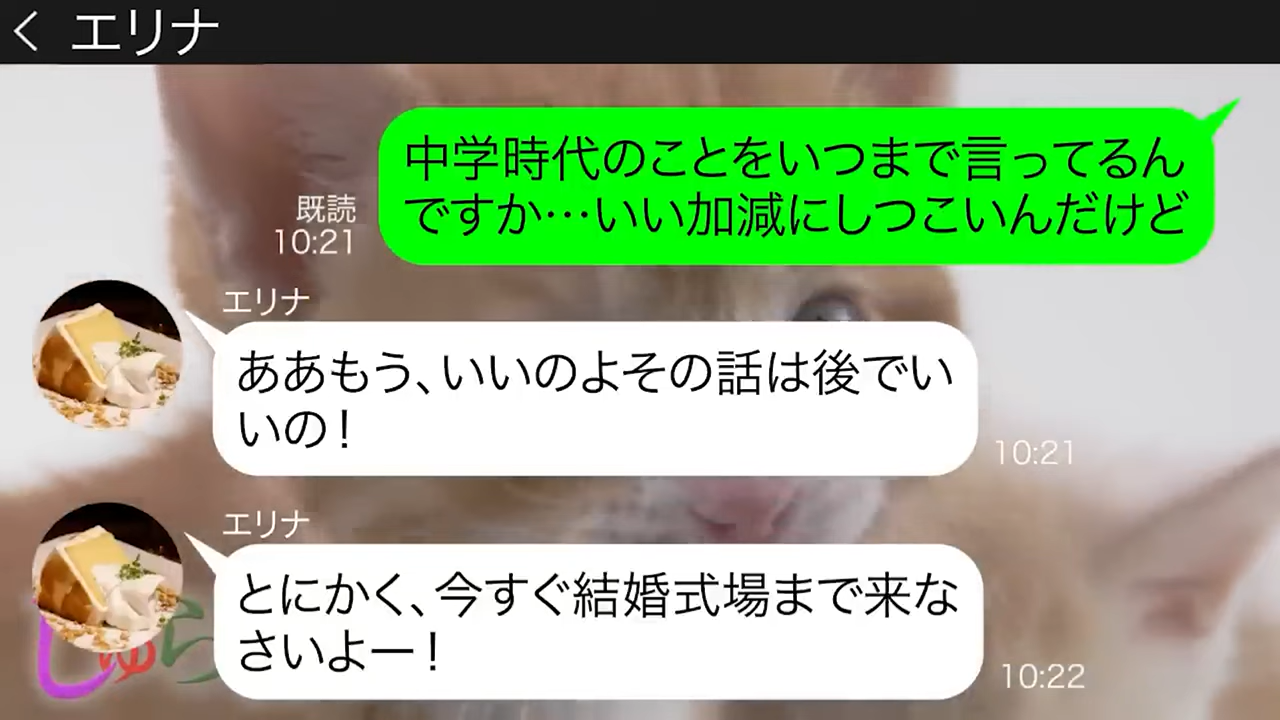 エリナ
中学時代のことをいつまで言ってるん
ですか…いい加減にしつこいんだけど
既読
10:21
エリナ
ああもう、いいのよその話は後でい
いの!
10:21
エリナ
とにかく、今すぐ結婚式場まで来な
さいよー!
10:22
しゅら